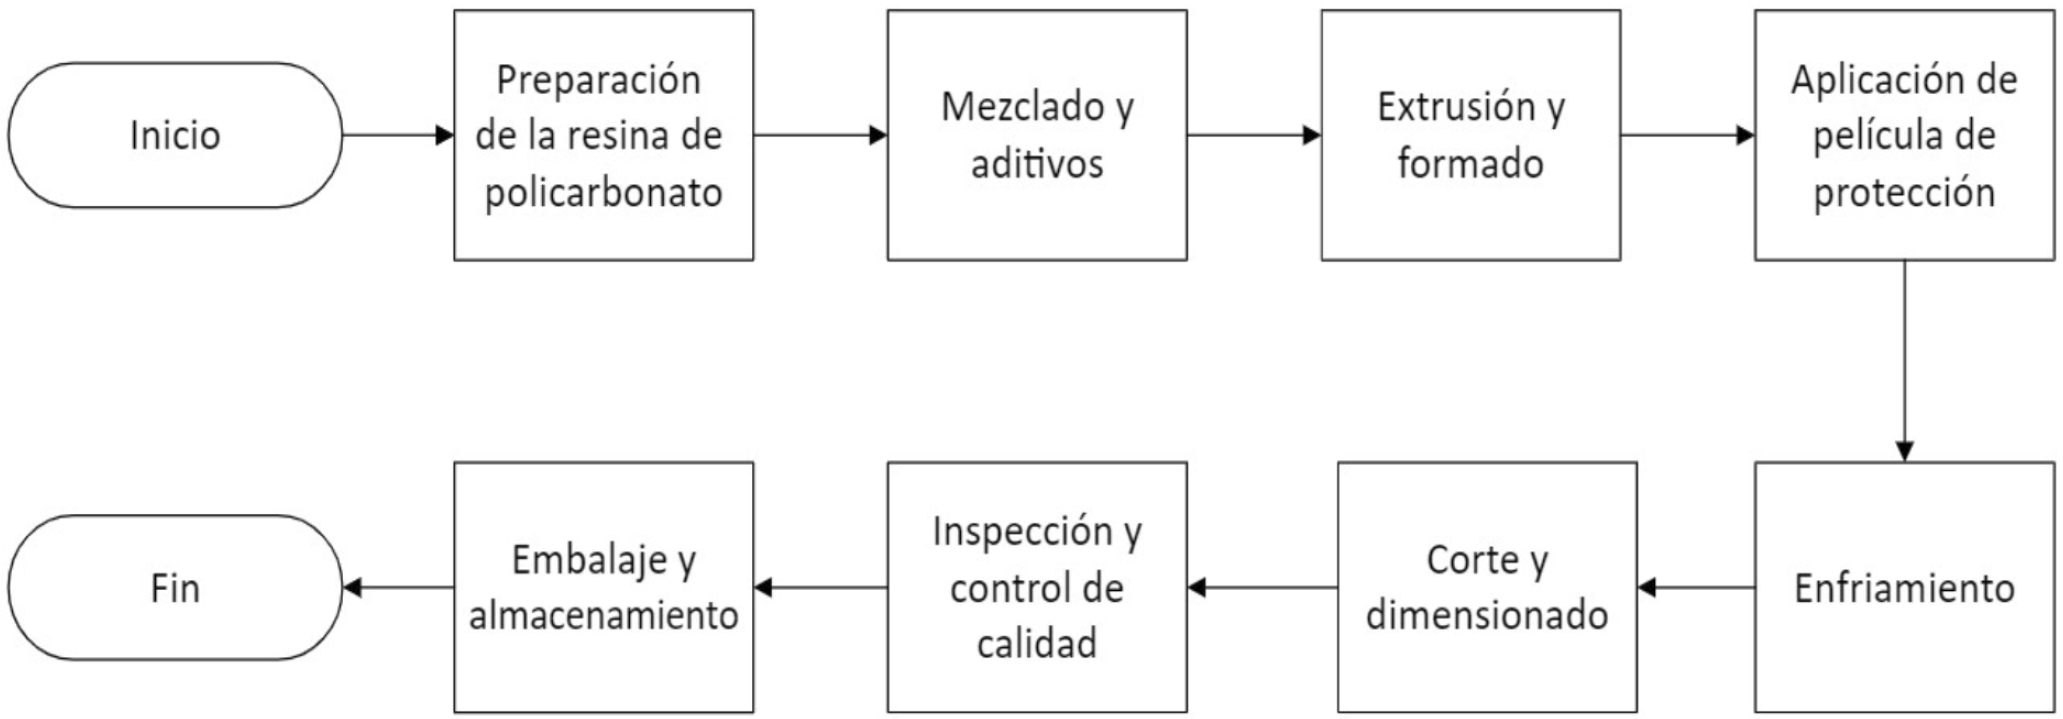 Inicio
Preparación
de la resina de
policarbonato
Mezclado y
aditivos
Extrusión y
formado
Aplicación de
película de
protección
Enfriamiento
Corte y
dimensionado
Inspección y
control de
calidad
Embalaje y
almacenamiento
Fin